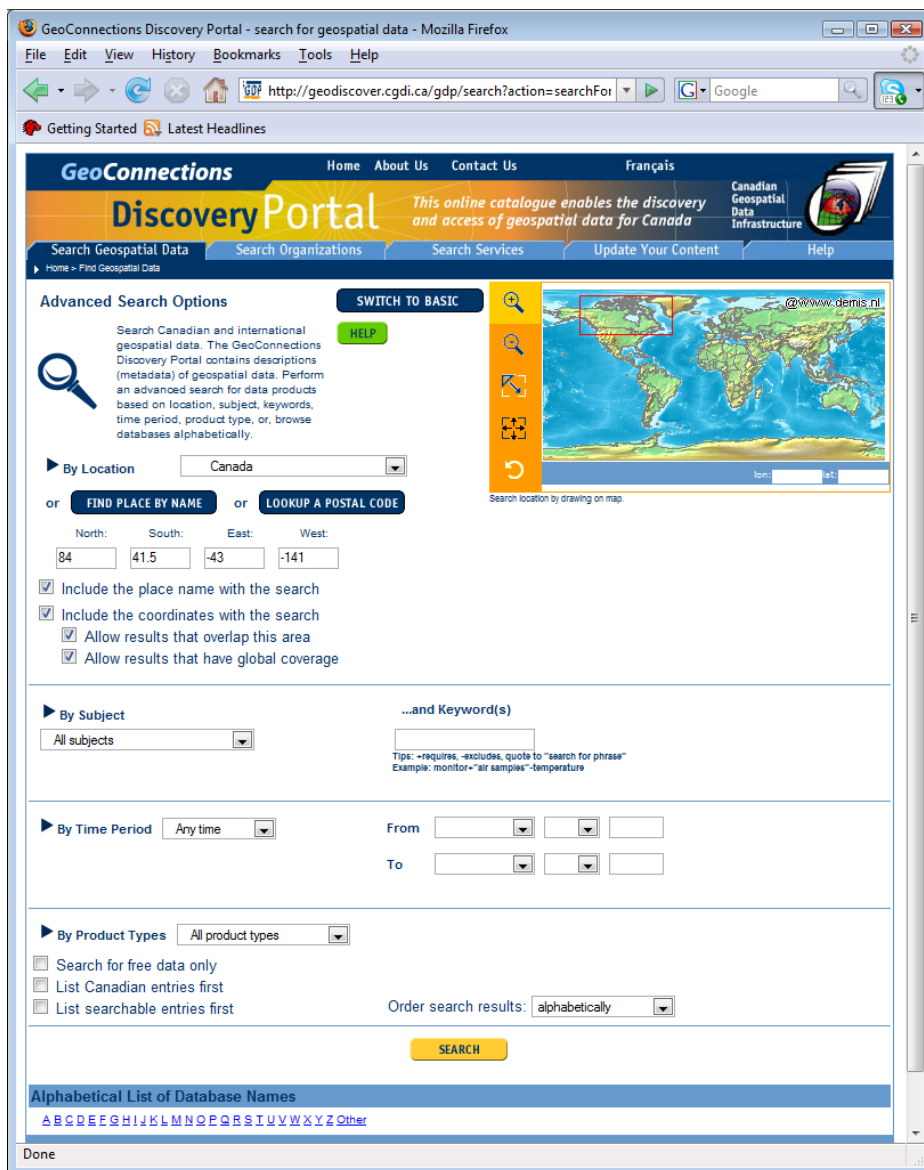 GeoConnections Discovery Portal - search for geospatial data - Mozilla Firefox
File Edit View History Bookmarks Tools Help
GDP http://geodiscover.cgdi.ca/gdp/search?action=searchFor G Google 123
Getting Started Latest Headlines
GeoConnections Home About Us Contact Us Français
Discovery Portal
This online catalogue enables the discovery
and access of geospatial data for Canada
Canadian
Geospatial
Data
Infrastructure
Search Geospatial Data Search Organizations Search Services Update Your Content Help
Home > Find Geospatial Data
Advanced Search Options
SWITCH TO BASIC
HELP
Search Canadian and international
geospatial data. The GeoConnections
Discovery Portal contains descriptions
(metadata) of geospatial data. Perform
an advanced search for data products
based on location, subject, keywords,
time period, product type, or, browse
databases alphabetically.
@www.demis.nl
lon: lat:
Search location by drawing on map.
By Location Canada
or FIND PLACE BY NAME or LOOKUP A POSTAL CODE
North: South: East: West:
84 41.5 -43 -141
Include the place name with the search
Include the coordinates with the search
Allow results that overlap this area
Allow results that have global coverage
By Subject ...and Keyword(s)
All subjects
Tips: +requires, -excludes, quote to "search for phrase"
Example: monitor+"air samples"-temperature
By Time Period Any time From
To
By Product Types All product types
Search for free data only
List Canadian entries first
List searchable entries first
Order search results: alphabetically
SEARCH
Alphabetical List of Database Names
A B C D E F G H I J K L M N O P Q R S T U V W X Y Z Other
Done